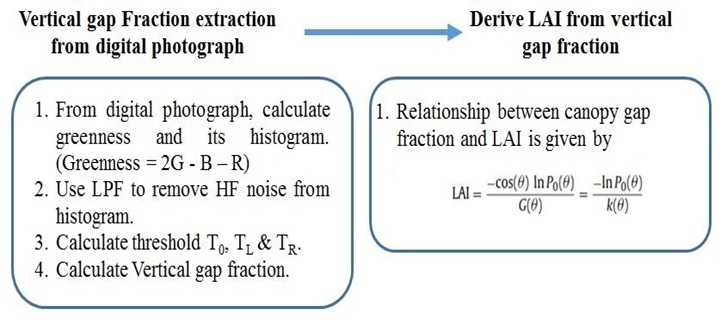 Vertical gap Fraction extraction
from digital photograph
Derive LAI from vertical
gap fraction
1. From digital photograph, calculate
greenness and its histogram.
(Greenness = 2G - B – R)
2. Use LPF to remove HF noise from
histogram.
3. Calculate threshold T₀, T_L & T_R.
4. Calculate Vertical gap fraction.
1. Relationship between canopy gap
fraction and LAI is given by
LAI = −cos(θ) ln P₀(θ) / G(θ) = −ln P₀(θ) / k(θ)